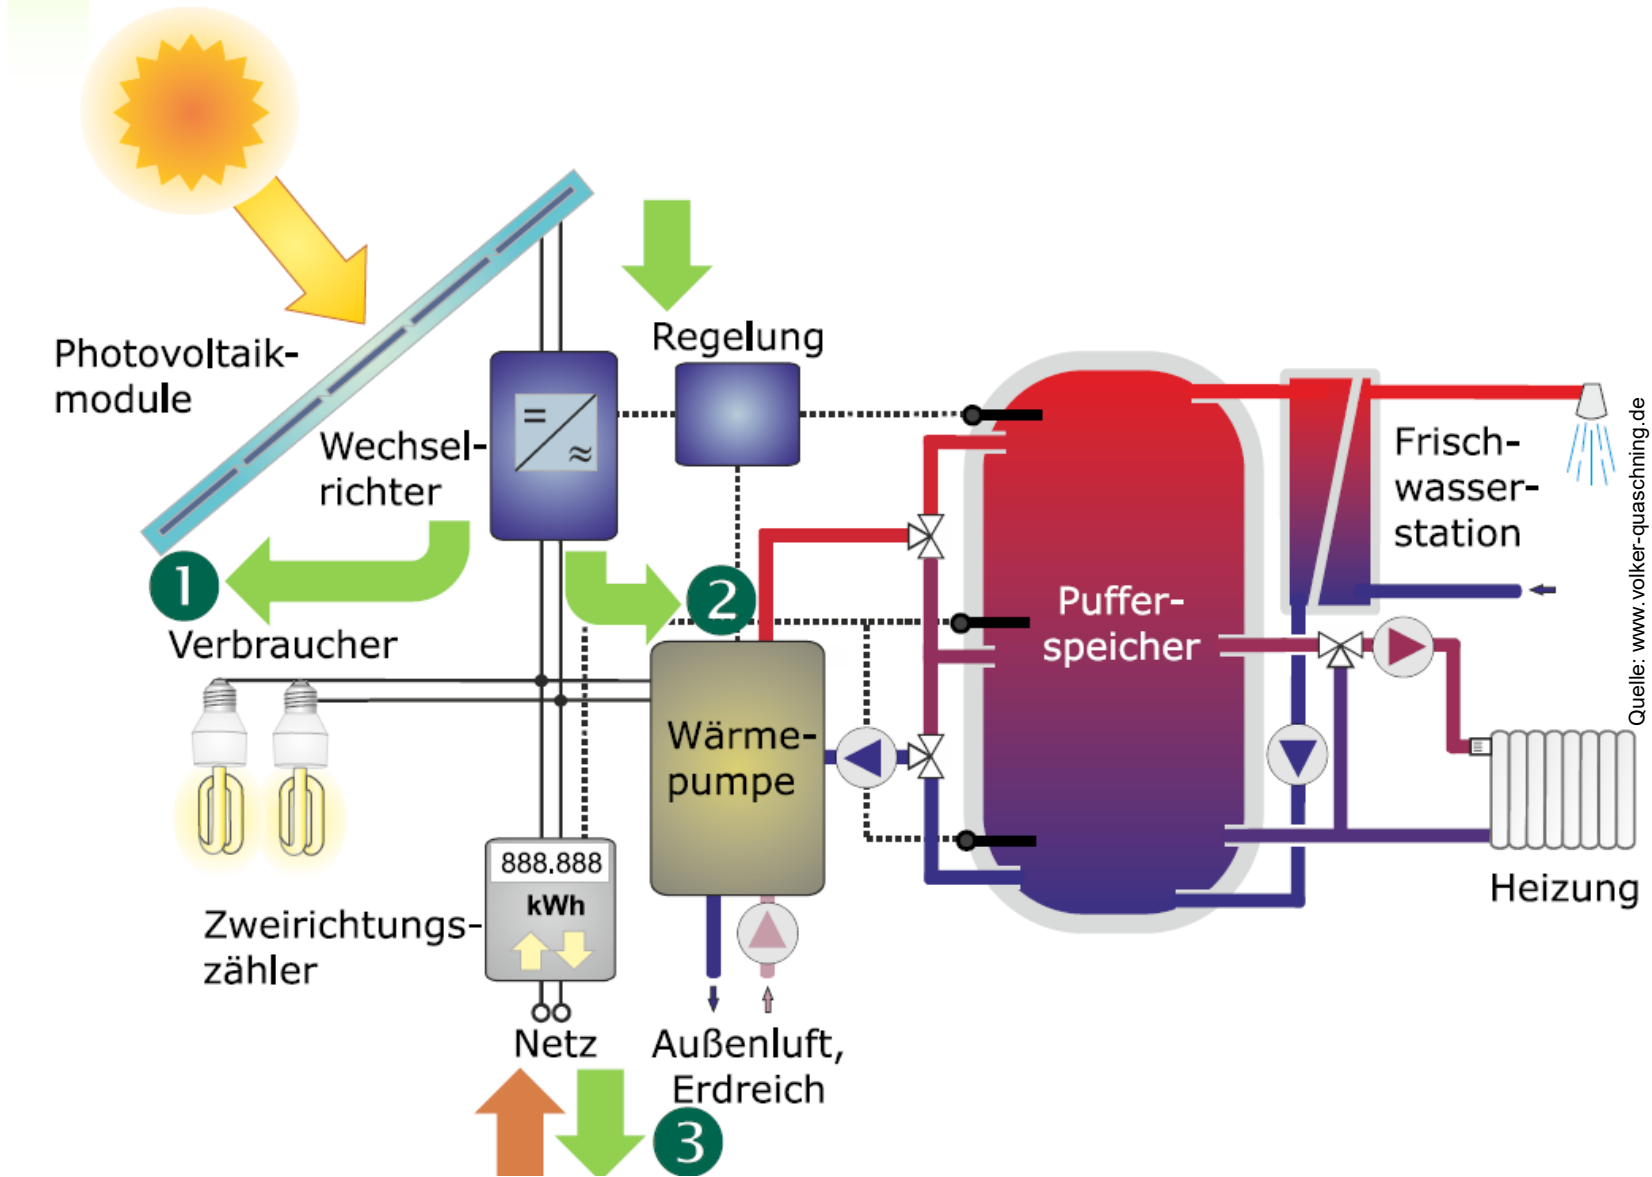 Regelung
Photovoltaik-
module
Wechsel-
richter
=
≈
Frisch-
wasser-
station
1
2
Verbraucher
Puffer-
speicher
Wärme-
pumpe
888.888
kWh
Zweirichtungs-
zähler
Heizung
Netz
Außenluft,
Erdreich
3
Quelle: www.volker-quaschning.de